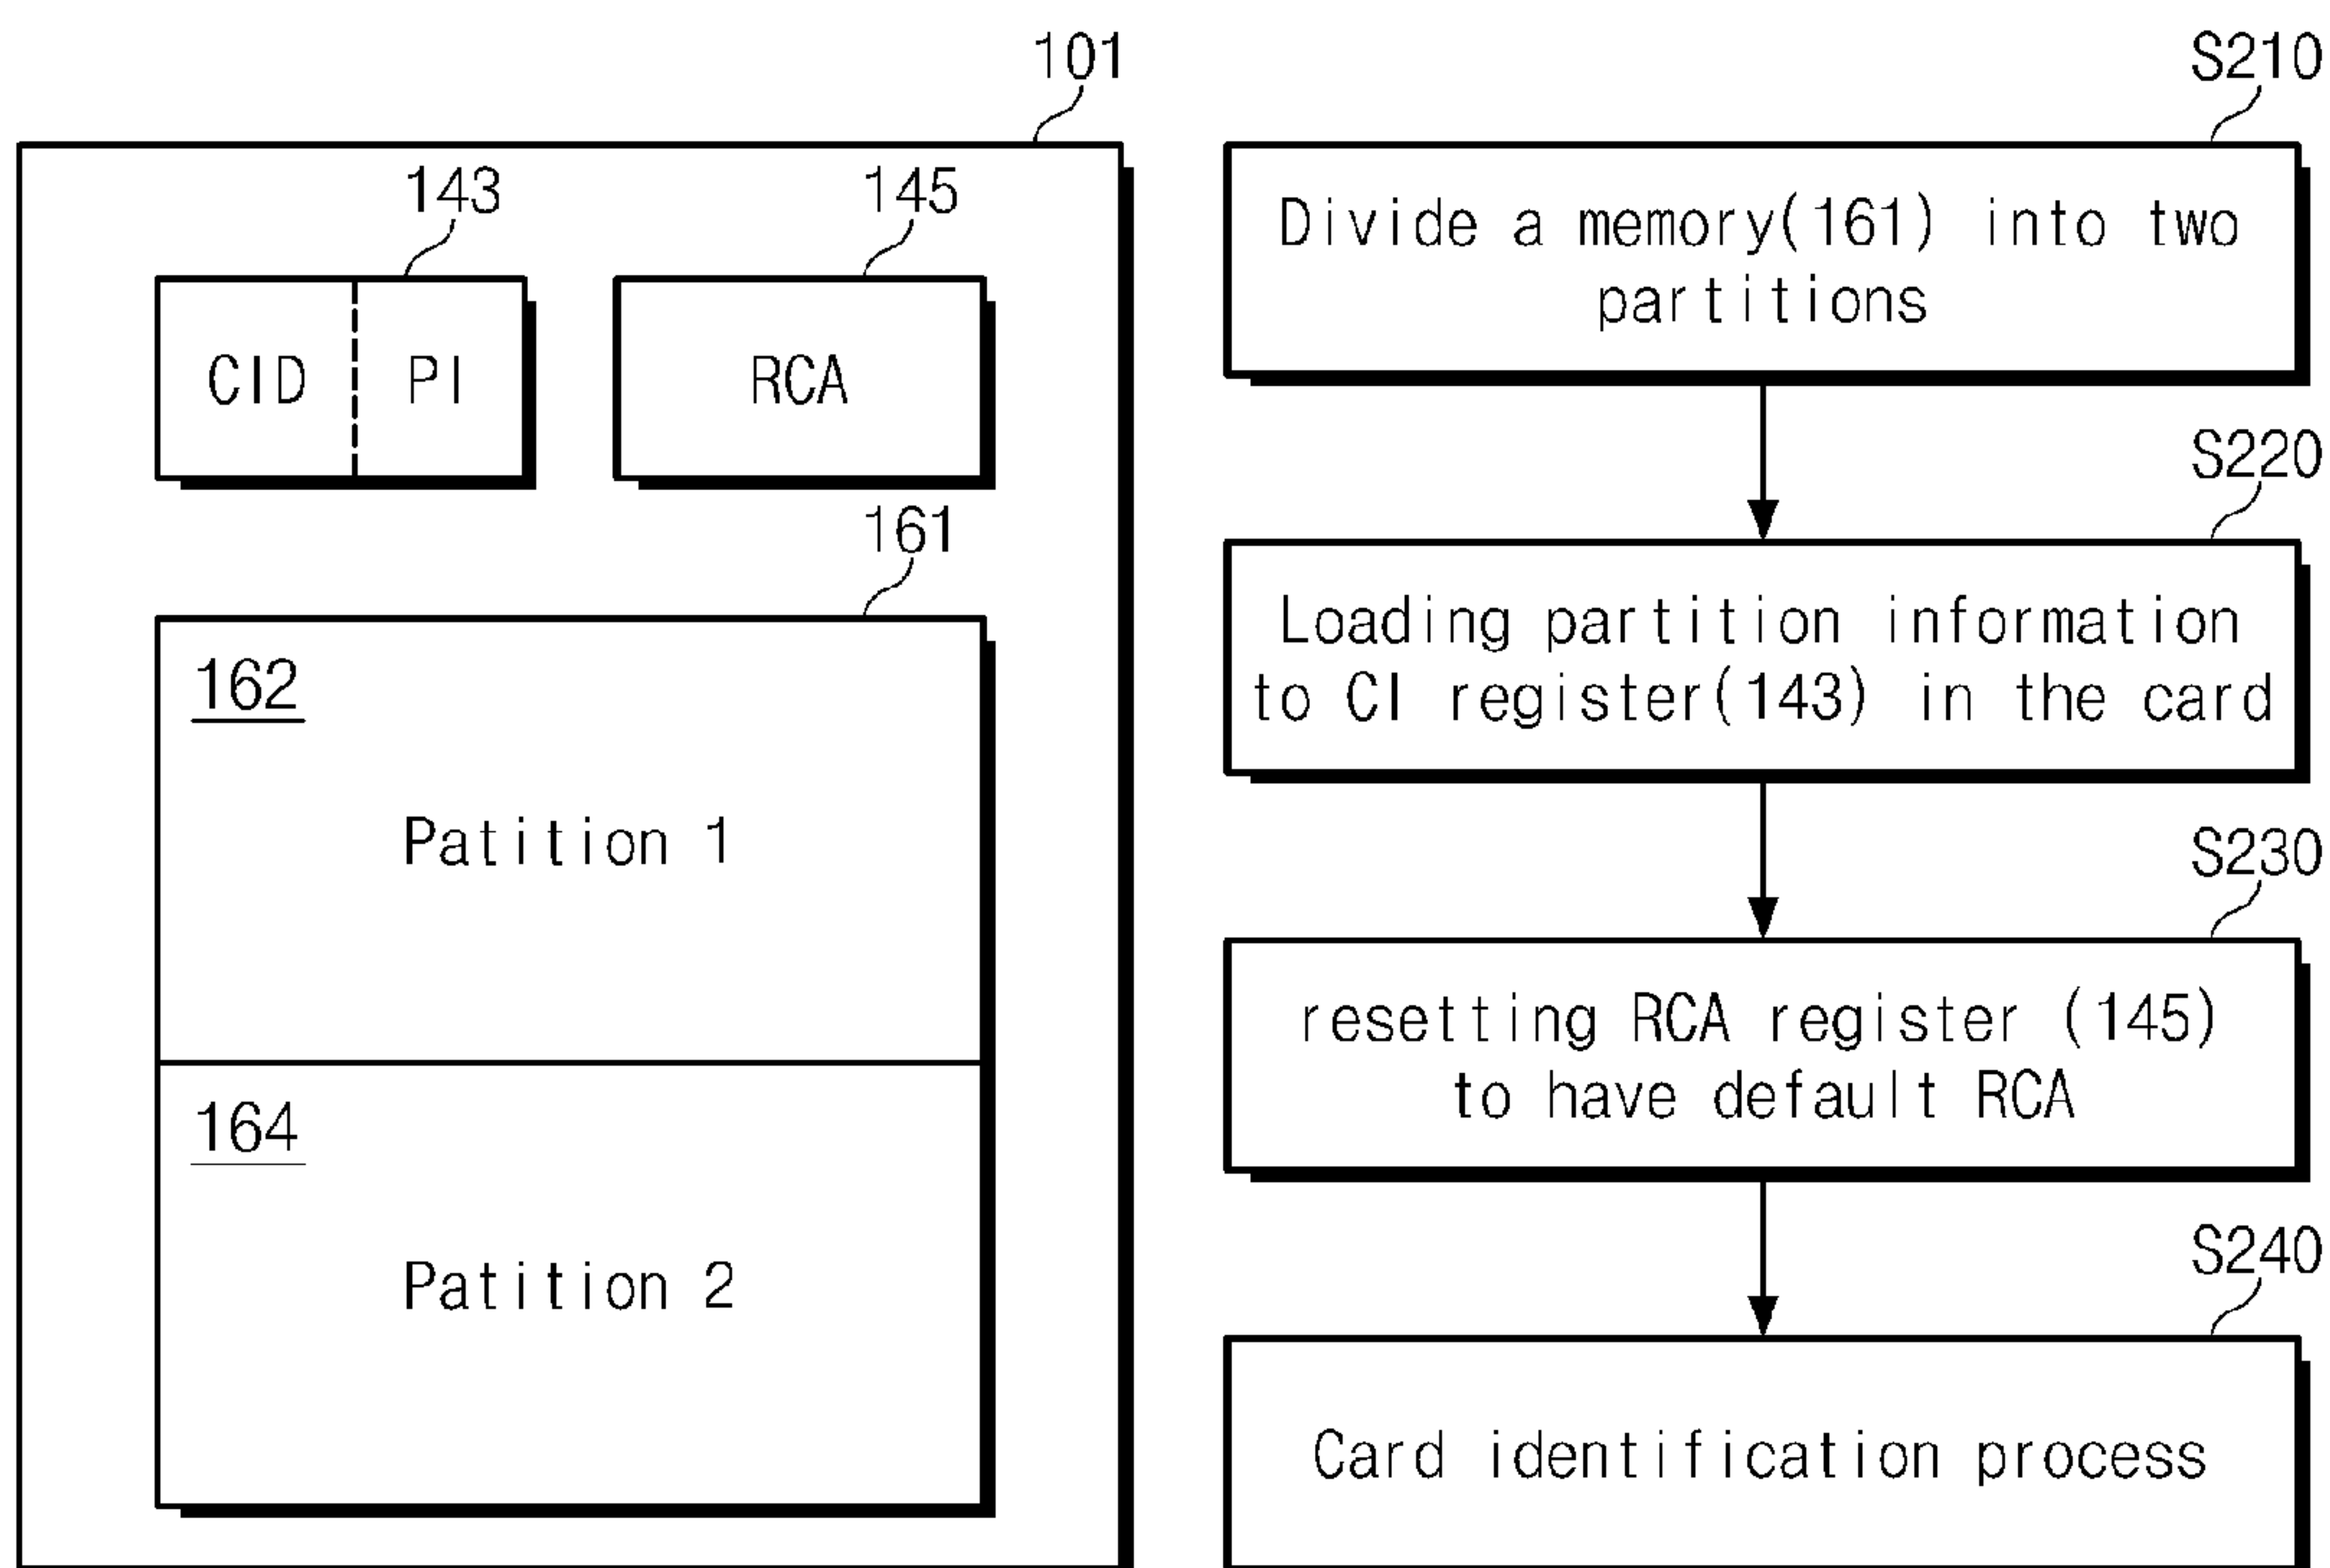 101
143
145
CID
PI
RCA
161
162
Patition 1
164
Patition 2
S210
Divide a memory(161) into two
partitions
S220
Loading partition information
to CI register(143) in the card
S230
resetting RCA register (145)
to have default RCA
S240
Card identification process